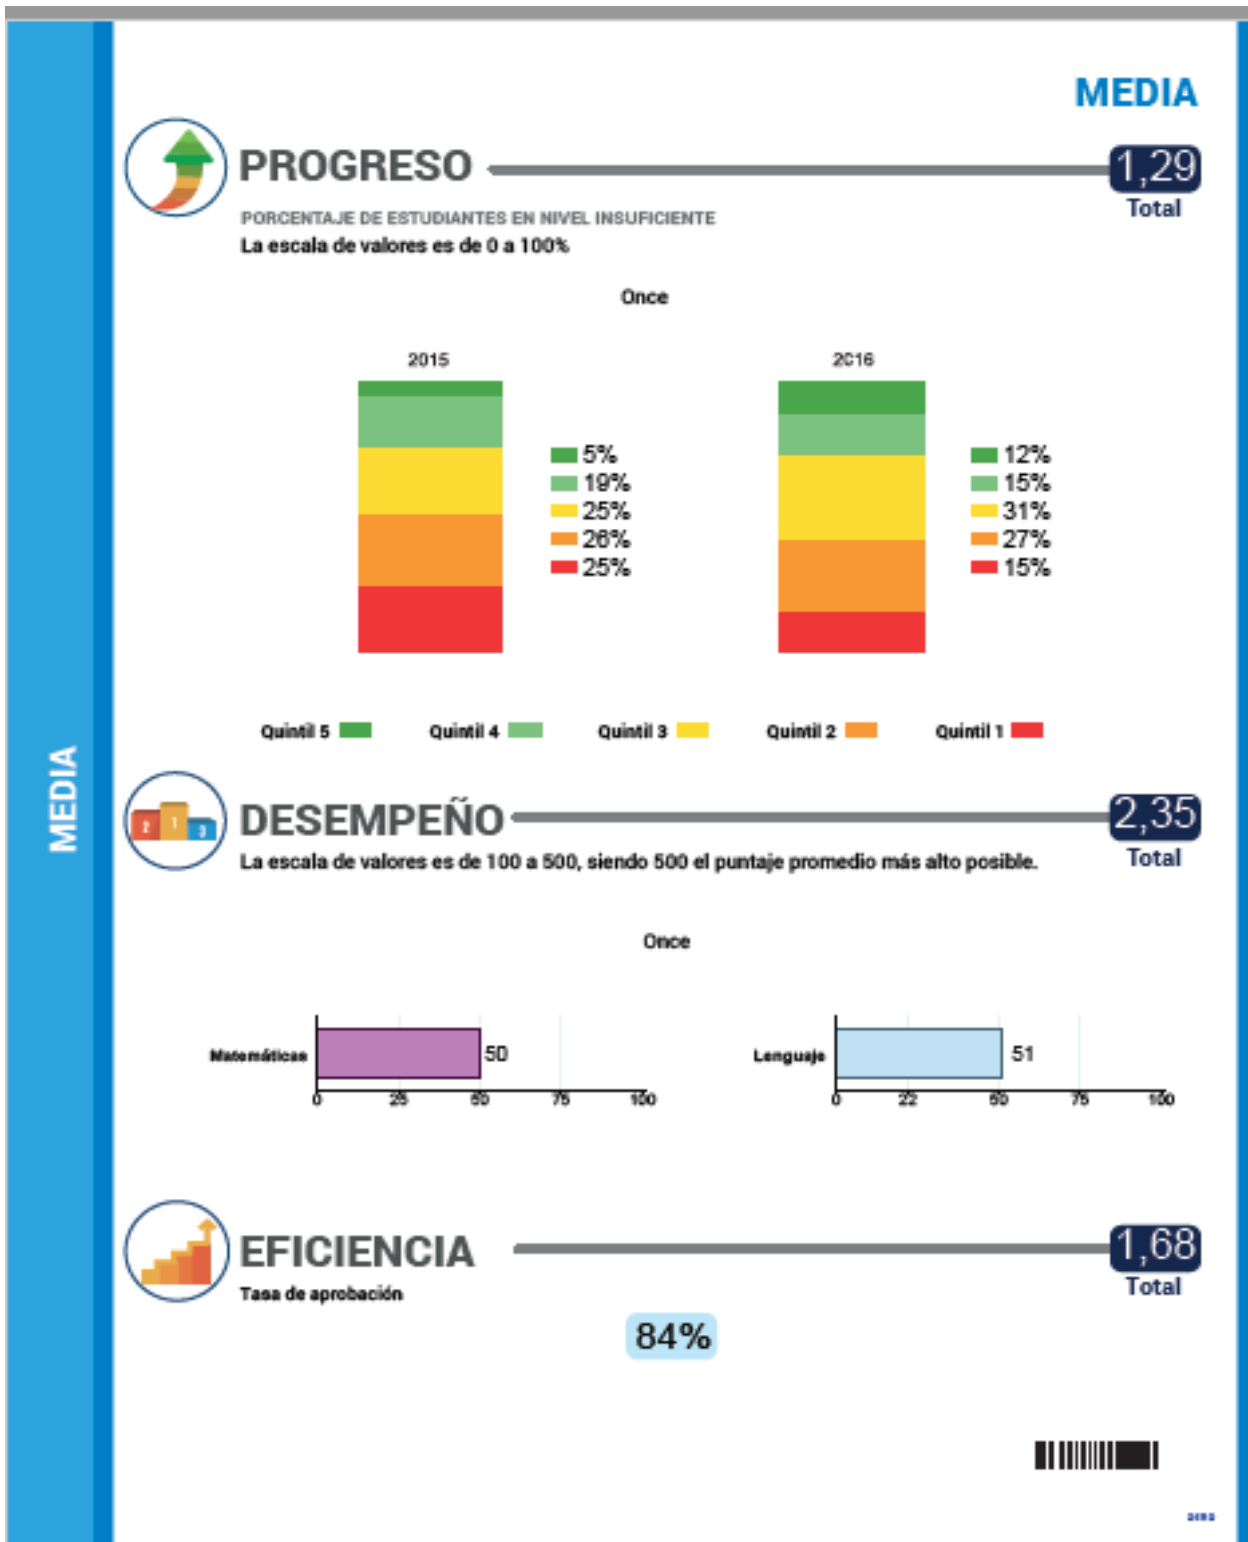 MEDIA
PROGRESO
1,29
Total
PORCENTAJE DE ESTUDIANTES EN NIVEL INSUFICIENTE
La escala de valores es de 0 a 100%
Once
2015
2016
5%
19%
25%
26%
25%
12%
15%
31%
27%
15%
Quintil 5
Quintil 4
Quintil 3
Quintil 2
Quintil 1
MEDIA
2 1 3
DESEMPEÑO
2,35
Total
La escala de valores es de 100 a 500, siendo 500 el puntaje promedio más alto posible.
Once
Matemáticas
50
0 25 50 75 100
Lenguaje
51
0 22 50 75 100
EFICIENCIA
1,68
Total
Tasa de aprobación
84%